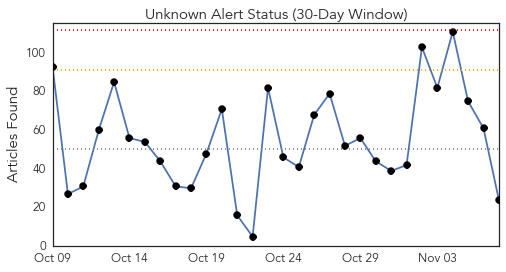 Unknown Alert Status (30-Day Window)
Articles Found
100
80
60
40
20
0
Oct 09 Oct 14 Oct 19 Oct 24 Oct 29 Nov 03